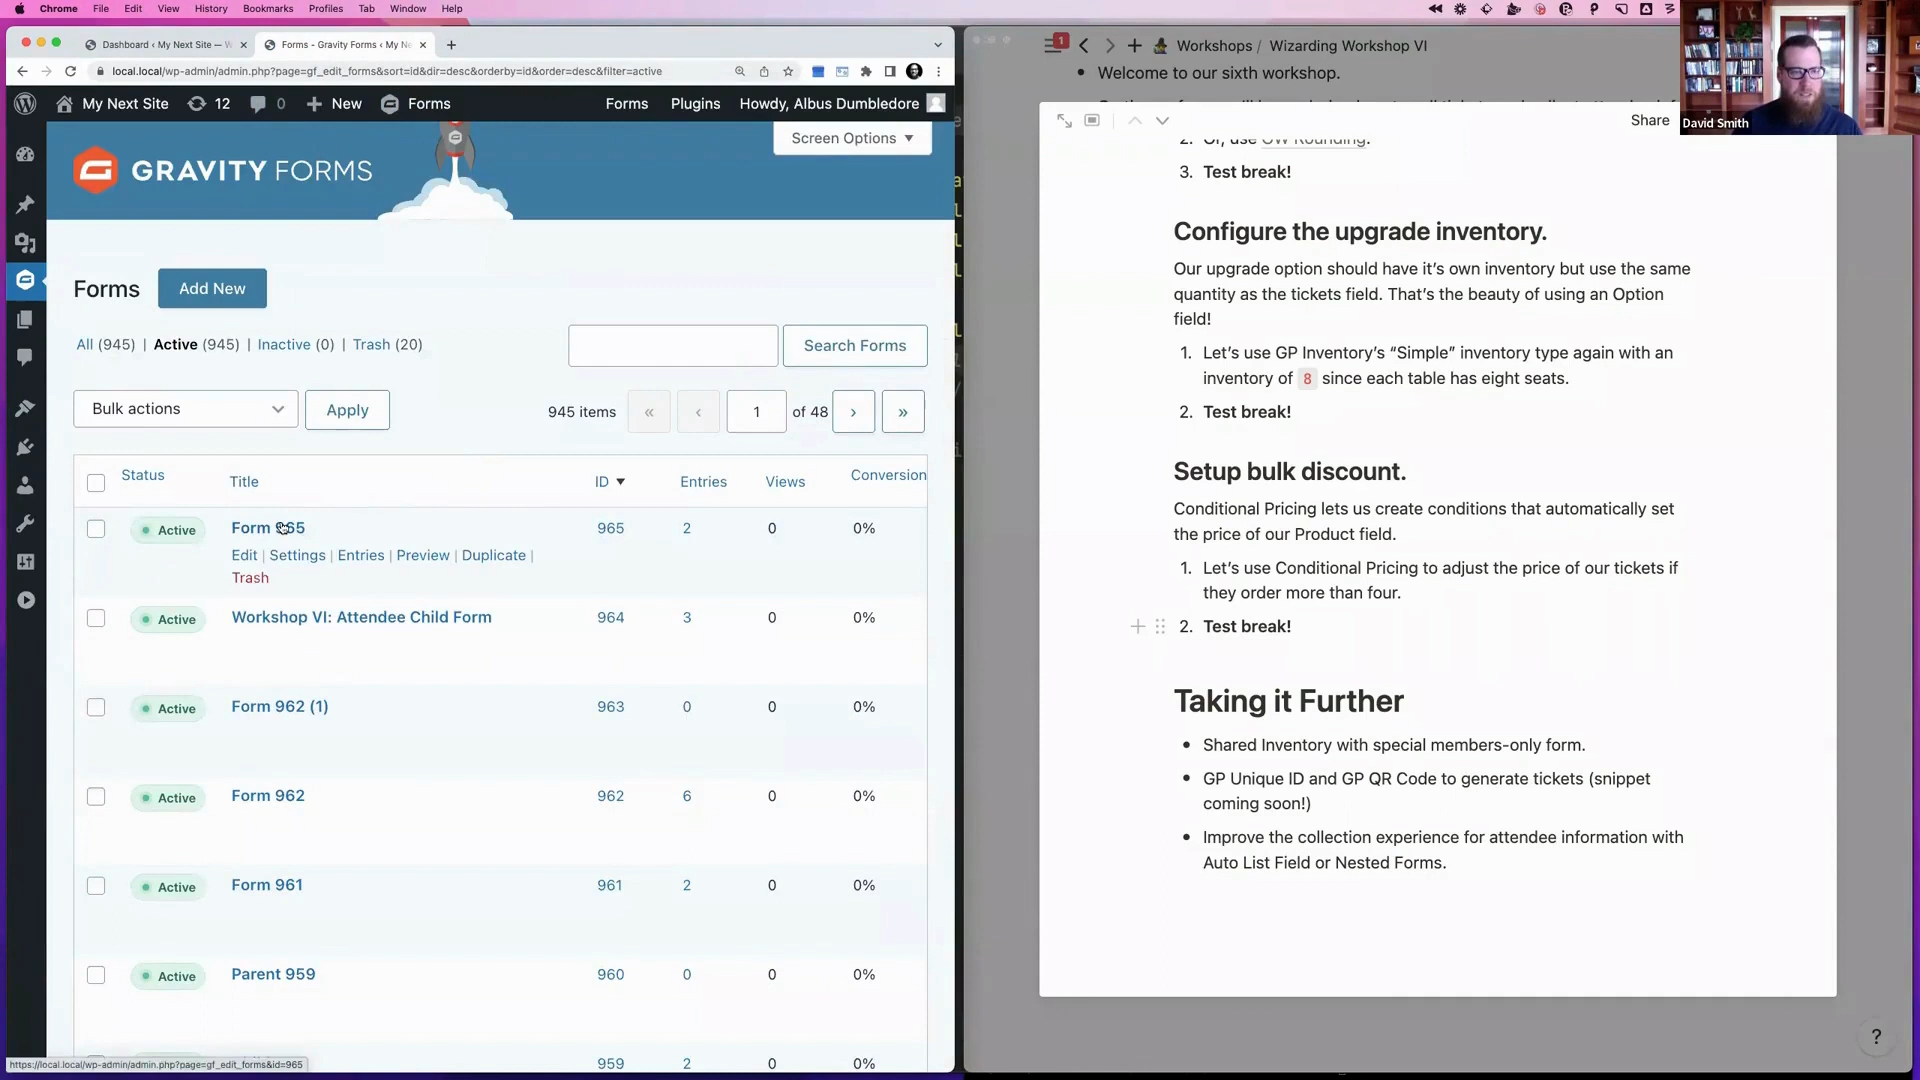 Chrome File Edit View History Bookmarks Profiles Tab Window Help
Dashboard ‹ My Next Site — W
Forms - Gravity Forms ‹ My N
local.local/wp-admin/admin.php?page=gf_edit_forms&sort=id&dir=desc&orderby=id&order=desc&filter=active
My Next Site 12 0 New Forms Forms Plugins Howdy, Albus Dumbledore
Screen Options
GRAVITY FORMS
Forms Add New
All (945) | Active (945) | Inactive (0) | Trash (20)
Search Forms
Bulk actions Apply 945 items « ‹ 1 of 48 › »
Status Title ID Entries Views Conversion
Active Form 965 965 2 0 0%
Edit | Settings | Entries | Preview | Duplicate |
Trash
Active Workshop VI: Attendee Child Form 964 3 0 0%
Active Form 962 (1) 963 0 0 0%
Active Form 962 962 6 0 0%
Active Form 961 961 2 0 0%
Active Parent 959 960 0 0 0%
959 2 0 0%
https://local.local/wp-admin/admin.php?page=gf_edit_forms&id=965
1 Workshops / Wizarding Workshop VI
• Welcome to our sixth workshop.
Share
David Smith
2. Or, use GW Rounding.
3. Test break!
Configure the upgrade inventory.
Our upgrade option should have it's own inventory but use the same
quantity as the tickets field. That's the beauty of using an Option
field!
1. Let's use GP Inventory's “Simple” inventory type again with an
inventory of 8 since each table has eight seats.
2. Test break!
Setup bulk discount.
Conditional Pricing lets us create conditions that automatically set
the price of our Product field.
1. Let's use Conditional Pricing to adjust the price of our tickets if
they order more than four.
2. Test break!
Taking it Further
• Shared Inventory with special members-only form.
• GP Unique ID and GP QR Code to generate tickets (snippet
coming soon!)
• Improve the collection experience for attendee information with
Auto List Field or Nested Forms.
?